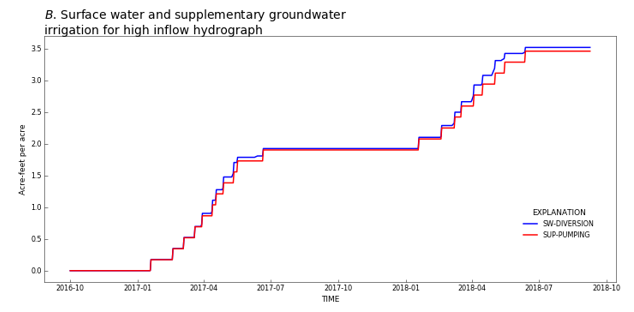 B. Surface water and supplementary groundwater
irrigation for high inflow hydrograph
3.5
3.0
2.5
2.0
1.5
1.0
0.5
0.0
Acre-feet per acre
EXPLANATION
SW-DIVERSION
SUP-PUMPING
2016-10 2017-01 2017-04 2017-07 2017-10 2018-01 2018-04 2018-07 2018-10
TIME